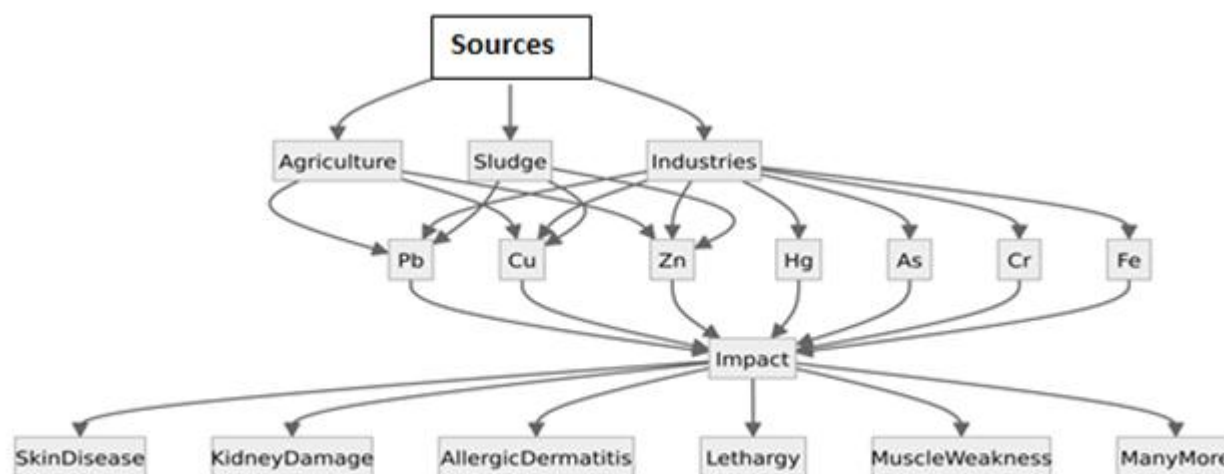 Sources
Agriculture Sludge Industries
Pb Cu Zn Hg As Cr Fe
Impact
SkinDisease KidneyDamage AllergicDermatitis Lethargy MuscleWeakness ManyMore